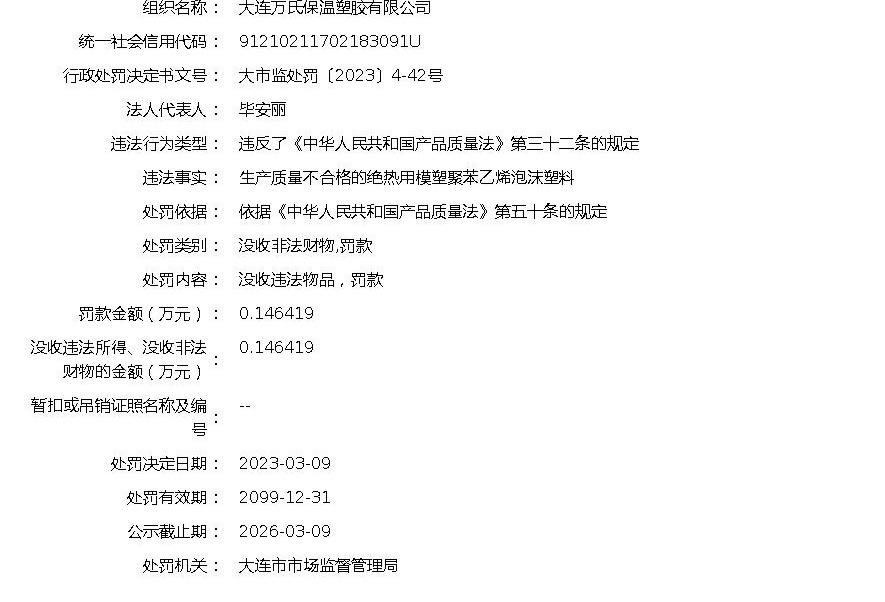 组织名称： 大连万氏保温塑胶有限公司
统一社会信用代码： 91210211702183091U
行政处罚决定书文号： 大市监处罚〔2023〕4-42号
法人代表人： 毕安丽
违法行为类型： 违反了《中华人民共和国产品质量法》第三十二条的规定
违法事实： 生产质量不合格的绝热用模塑聚苯乙烯泡沫塑料
处罚依据： 依据《中华人民共和国产品质量法》第五十条的规定
处罚类别： 没收非法财物,罚款
处罚内容： 没收违法物品，罚款
罚款金额（万元）： 0.146419
没收违法所得、没收非法
财物的金额（万元）： 0.146419
暂扣或吊销证照名称及编
号： --
处罚决定日期： 2023-03-09
处罚有效期： 2099-12-31
公示截止期： 2026-03-09
处罚机关： 大连市市场监督管理局